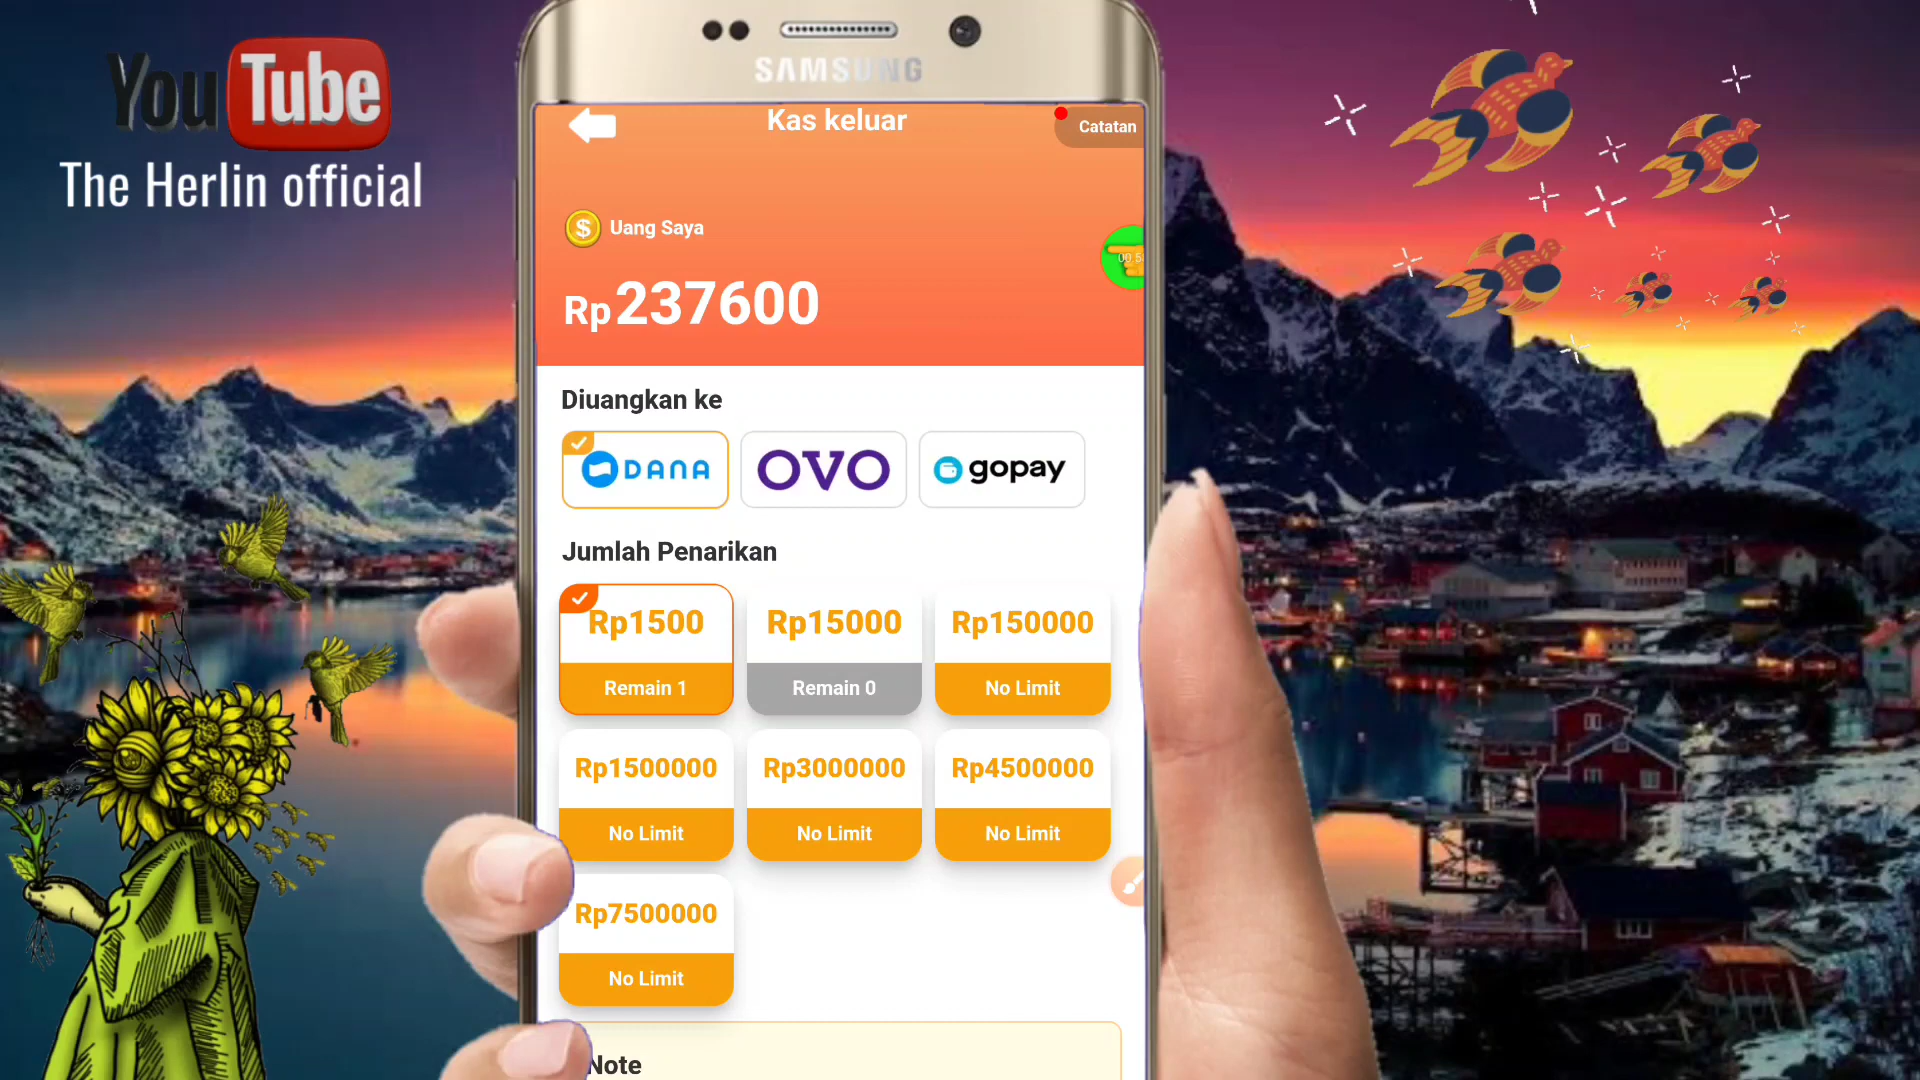 YouTube
The Herlin official
SAMSUNG
Kas keluar
Catatan
Uang Saya
Rp237600
Diuangkan ke
DANA
OVO
gopay
Jumlah Penarikan
Rp1500
Rp15000
Rp150000
Remain 1
Remain 0
No Limit
Rp1500000
Rp3000000
Rp4500000
No Limit
No Limit
No Limit
Rp7500000
No Limit
Note